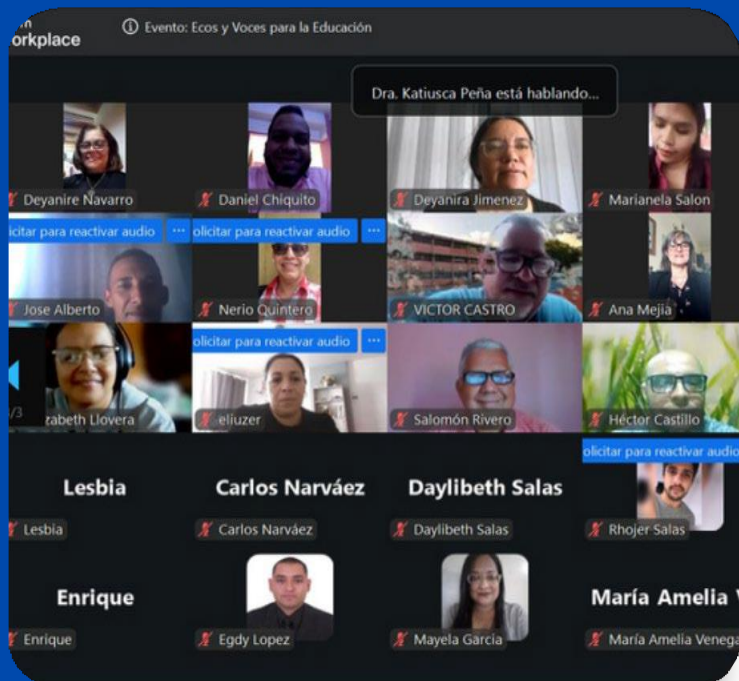 orkplace
Evento: Ecos y Voces para la Educación
Dra. Katiusca Peña está hablando...
Deyanire Navarro
Daniel Chiquito
Deyanira Jimenez
Marianela Salon
icitar para reactivar audio ...
olicitar para reactivar audio ...
Jose Alberto
Nerio Quintero
VICTOR CASTRO
Ana Mejía
olicitar para reactivar audio ...
/3
zabeth Llovera
eliuzer
Salomón Rivero
Héctor Castillo
olicitar para reactivar audio
Lesbia
Carlos Narváez
Daylibeth Salas
Lesbia
Carlos Narváez
Daylibeth Salas
Rhojer Salas
Enrique
María Amelia
Enrique
Egdy Lopez
Mayela Garcia
María Amelia Venega